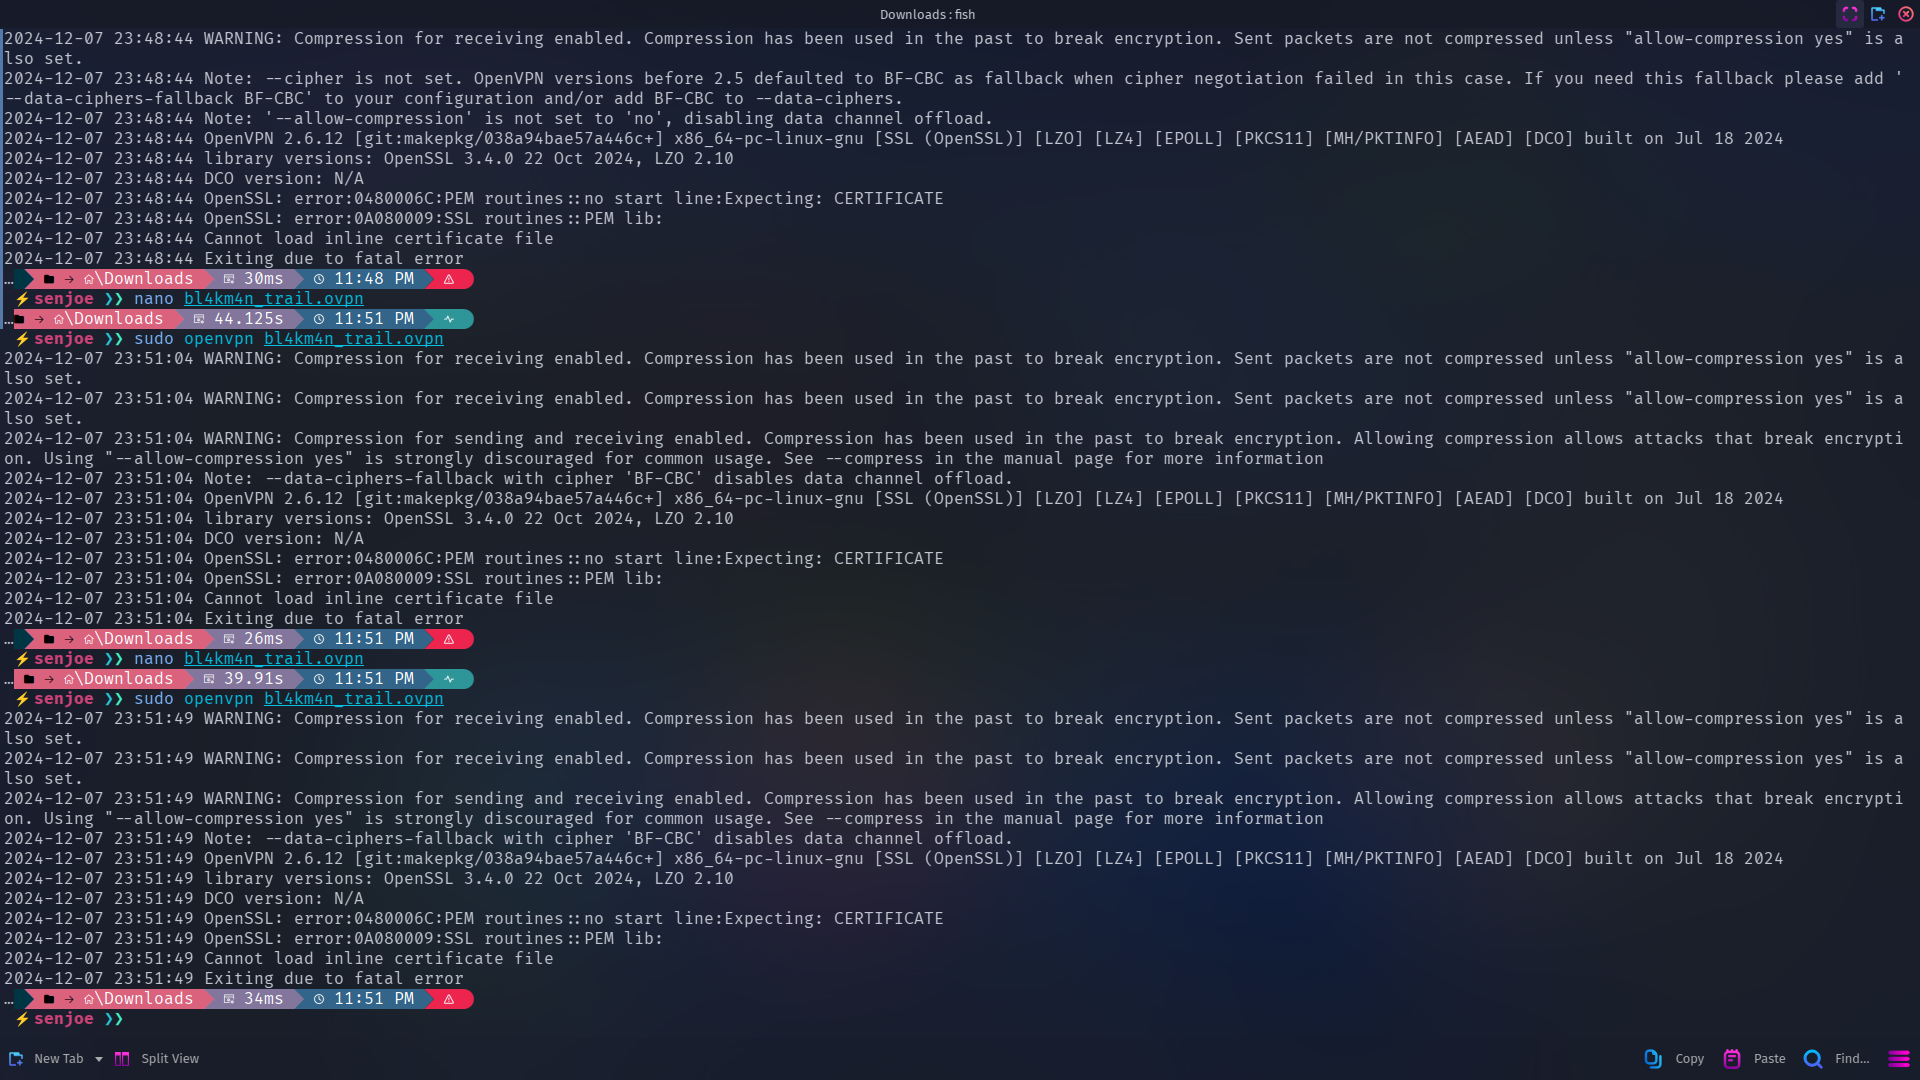 Downloads : fish
2024-12-07 23:48:44 WARNING: Compression for receiving enabled. Compression has been used in the past to break encryption. Sent packets are not compressed unless "allow-compression yes" is a
lso set.
2024-12-07 23:48:44 Note: --cipher is not set. OpenVPN versions before 2.5 defaulted to BF-CBC as fallback when cipher negotiation failed in this case. If you need this fallback please add '
--data-ciphers-fallback BF-CBC' to your configuration and/or add BF-CBC to --data-ciphers.
2024-12-07 23:48:44 Note: '--allow-compression' is not set to 'no', disabling data channel offload.
2024-12-07 23:48:44 OpenVPN 2.6.12 [git:makepkg/038a94bae57a446c+] x86_64-pc-linux-gnu [SSL (OpenSSL)] [LZO] [LZ4] [EPOLL] [PKCS11] [MH/PKTINFO] [AEAD] [DCO] built on Jul 18 2024
2024-12-07 23:48:44 library versions: OpenSSL 3.4.0 22 Oct 2024, LZO 2.10
2024-12-07 23:48:44 DCO version: N/A
2024-12-07 23:48:44 OpenSSL: error:0480006C:PEM routines::no start line:Expecting: CERTIFICATE
2024-12-07 23:48:44 OpenSSL: error:0A080009:SSL routines::PEM lib:
2024-12-07 23:48:44 Cannot load inline certificate file
2024-12-07 23:48:44 Exiting due to fatal error
… → \Downloads 30ms 11:48 PM
⚡senjoe ❯❯ nano bl4km4n_trail.ovpn
… → \Downloads 44.125s 11:51 PM
⚡senjoe ❯❯ sudo openvpn bl4km4n_trail.ovpn
2024-12-07 23:51:04 WARNING: Compression for receiving enabled. Compression has been used in the past to break encryption. Sent packets are not compressed unless "allow-compression yes" is a
lso set.
2024-12-07 23:51:04 WARNING: Compression for receiving enabled. Compression has been used in the past to break encryption. Sent packets are not compressed unless "allow-compression yes" is a
lso set.
2024-12-07 23:51:04 WARNING: Compression for sending and receiving enabled. Compression has been used in the past to break encryption. Allowing compression allows attacks that break encrypti
on. Using "--allow-compression yes" is strongly discouraged for common usage. See --compress in the manual page for more information
2024-12-07 23:51:04 Note: --data-ciphers-fallback with cipher 'BF-CBC' disables data channel offload.
2024-12-07 23:51:04 OpenVPN 2.6.12 [git:makepkg/038a94bae57a446c+] x86_64-pc-linux-gnu [SSL (OpenSSL)] [LZO] [LZ4] [EPOLL] [PKCS11] [MH/PKTINFO] [AEAD] [DCO] built on Jul 18 2024
2024-12-07 23:51:04 library versions: OpenSSL 3.4.0 22 Oct 2024, LZO 2.10
2024-12-07 23:51:04 DCO version: N/A
2024-12-07 23:51:04 OpenSSL: error:0480006C:PEM routines::no start line:Expecting: CERTIFICATE
2024-12-07 23:51:04 OpenSSL: error:0A080009:SSL routines::PEM lib:
2024-12-07 23:51:04 Cannot load inline certificate file
2024-12-07 23:51:04 Exiting due to fatal error
… → \Downloads 26ms 11:51 PM
⚡senjoe ❯❯ nano bl4km4n_trail.ovpn
… → \Downloads 39.91s 11:51 PM
⚡senjoe ❯❯ sudo openvpn bl4km4n_trail.ovpn
2024-12-07 23:51:49 WARNING: Compression for receiving enabled. Compression has been used in the past to break encryption. Sent packets are not compressed unless "allow-compression yes" is a
lso set.
2024-12-07 23:51:49 WARNING: Compression for receiving enabled. Compression has been used in the past to break encryption. Sent packets are not compressed unless "allow-compression yes" is a
lso set.
2024-12-07 23:51:49 WARNING: Compression for sending and receiving enabled. Compression has been used in the past to break encryption. Allowing compression allows attacks that break encrypti
on. Using "--allow-compression yes" is strongly discouraged for common usage. See --compress in the manual page for more information
2024-12-07 23:51:49 Note: --data-ciphers-fallback with cipher 'BF-CBC' disables data channel offload.
2024-12-07 23:51:49 OpenVPN 2.6.12 [git:makepkg/038a94bae57a446c+] x86_64-pc-linux-gnu [SSL (OpenSSL)] [LZO] [LZ4] [EPOLL] [PKCS11] [MH/PKTINFO] [AEAD] [DCO] built on Jul 18 2024
2024-12-07 23:51:49 library versions: OpenSSL 3.4.0 22 Oct 2024, LZO 2.10
2024-12-07 23:51:49 DCO version: N/A
2024-12-07 23:51:49 OpenSSL: error:0480006C:PEM routines::no start line:Expecting: CERTIFICATE
2024-12-07 23:51:49 OpenSSL: error:0A080009:SSL routines::PEM lib:
2024-12-07 23:51:49 Cannot load inline certificate file
2024-12-07 23:51:49 Exiting due to fatal error
… → \Downloads 34ms 11:51 PM
⚡senjoe ❯❯
New Tab Split View Copy Paste Find...